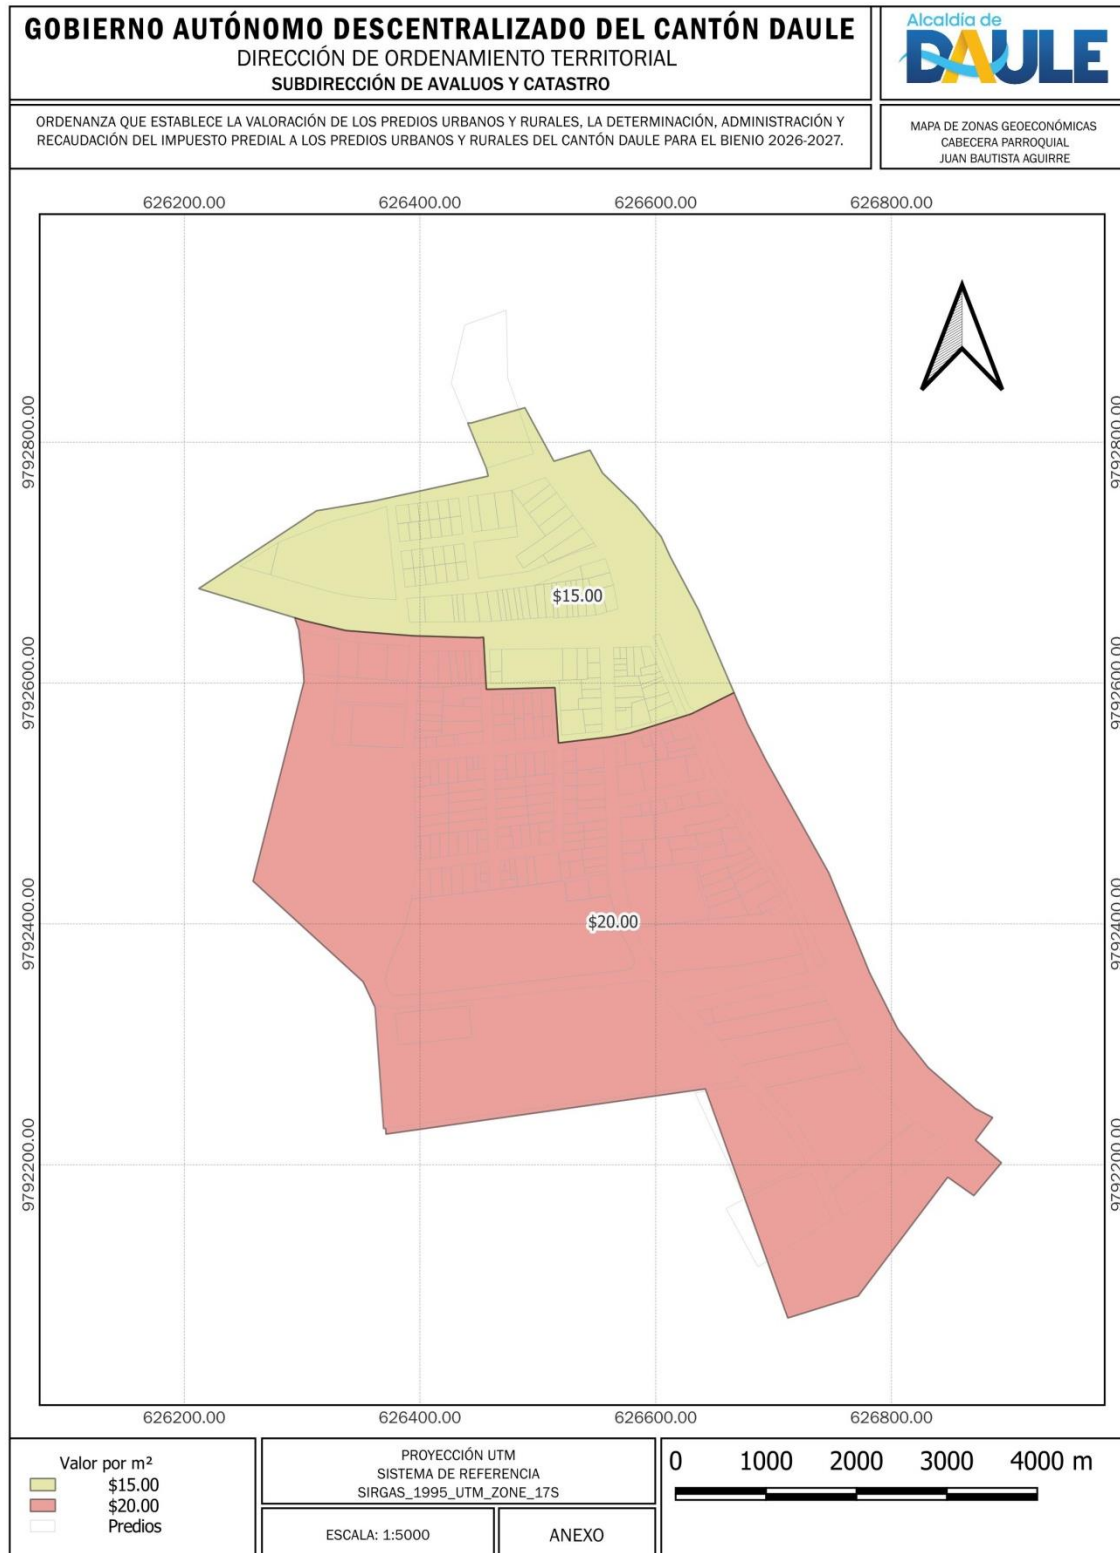 GOBIERNO AUTÓNOMO DESCENTRALIZADO DEL CANTÓN DAULE
DIRECCIÓN DE ORDENAMIENTO TERRITORIAL
SUBDIRECCIÓN DE AVALUOS Y CATASTRO
Alcaldía de
DAULE
ORDENANZA QUE ESTABLECE LA VALORACIÓN DE LOS PREDIOS URBANOS Y RURALES, LA DETERMINACIÓN, ADMINISTRACIÓN Y
RECAUDACIÓN DEL IMPUESTO PREDIAL A LOS PREDIOS URBANOS Y RURALES DEL CANTÓN DAULE PARA EL BIENIO 2026-2027.
MAPA DE ZONAS GEOECONÓMICAS
CABECERA PARROQUIAL
JUAN BAUTISTA AGUIRRE
626200.00 626400.00 626600.00 626800.00
9792800.00 9792800.00
$15.00
9792600.00 9792600.00
$20.00
9792400.00 9792400.00
9792200.00 9792200.00
626200.00 626400.00 626600.00 626800.00
Valor por m²
$15.00
$20.00
Predios
PROYECCIÓN UTM
SISTEMA DE REFERENCIA
SIRGAS_1995_UTM_ZONE_17S
ESCALA: 1:5000
ANEXO
0 1000 2000 3000 4000 m